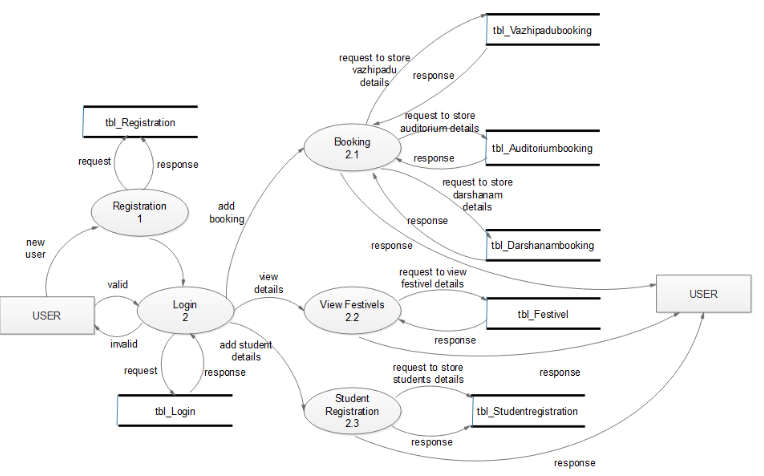 tbl_Vazhipadubooking
request to store
vazhipadu
details
response
tbl_Registration
request to store
auditorium details
Booking
2.1
tbl_Auditoriumbooking
response
request
response
request to store
darshanam
details
Registration
1
add
booking
response
new
user
response
tbl_Darshanambooking
valid
view
details
request to view
festivel details
USER
USER
Login
2
View Festivels
2.2
tbl_Festivel
invalid
add student
details
response
request
response
request to store
students details
response
tbl_Login
Student
Registration
2.3
tbl_Studentregistration
response
response